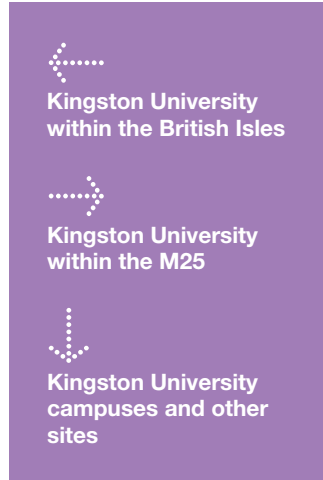 Kingston University
within the British Isles
Kingston University
within the M25
Kingston University
campuses and other
sites